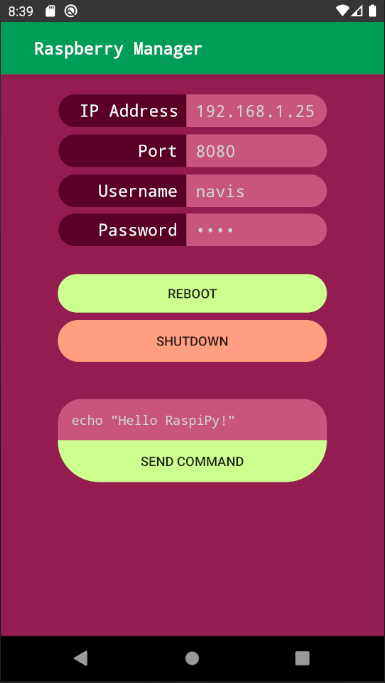 8:39
Raspberry Manager
IP Address 192.168.1.25
Port 8080
Username navis
Password ••••
REBOOT
SHUTDOWN
echo "Hello RaspiPy!"
SEND COMMAND